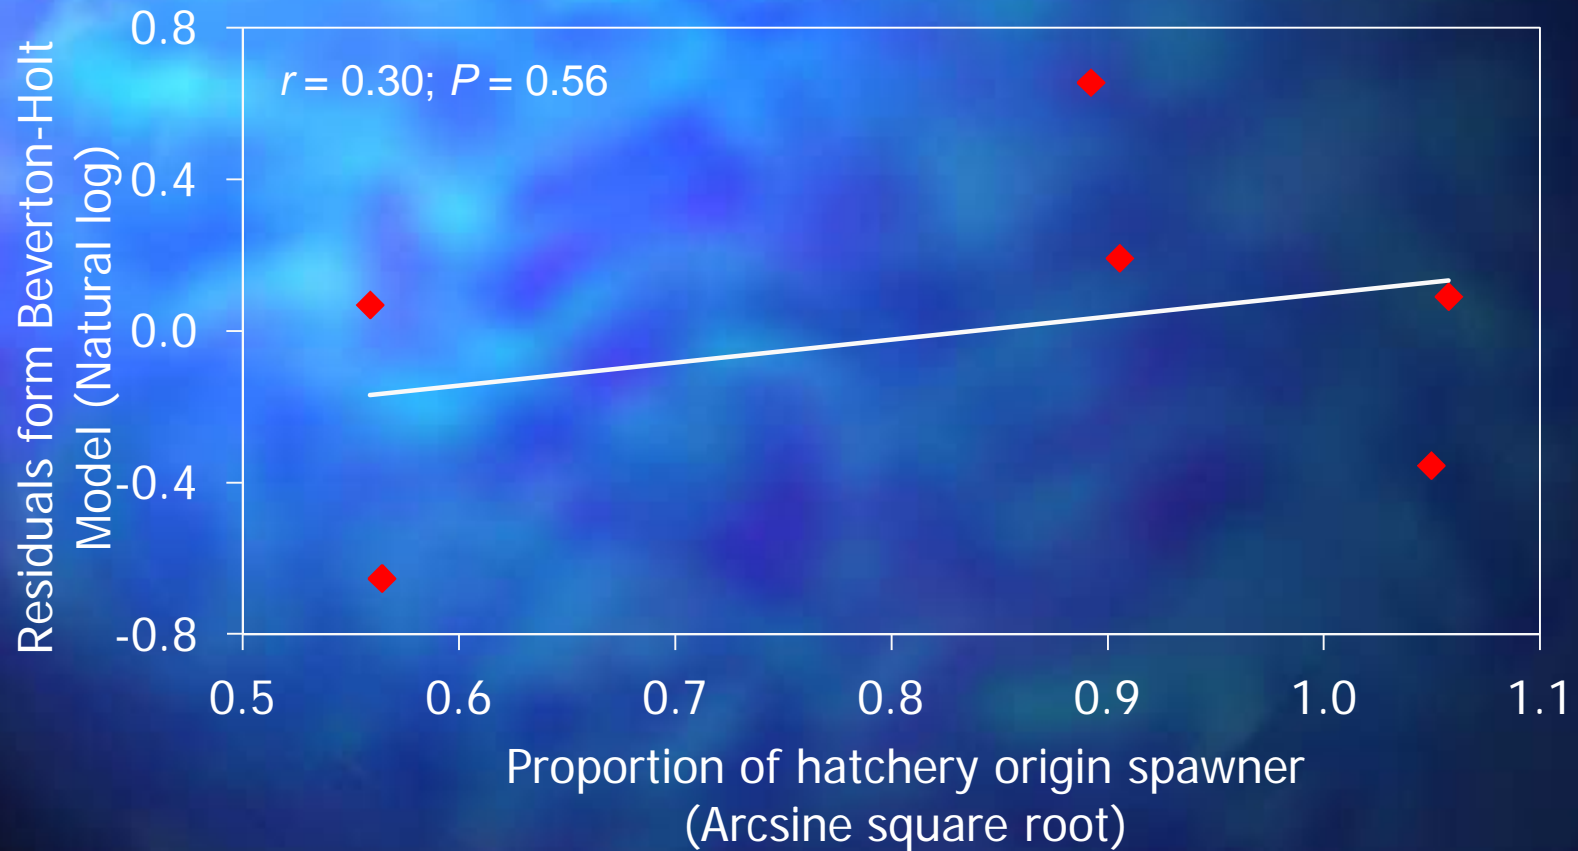 Residuals form Beverton-Holt
Model (Natural log)
0.8
0.4
0.0
-0.4
-0.8
r = 0.30; P = 0.56
0.5 0.6 0.7 0.8 0.9 1.0 1.1
Proportion of hatchery origin spawner
(Arcsine square root)